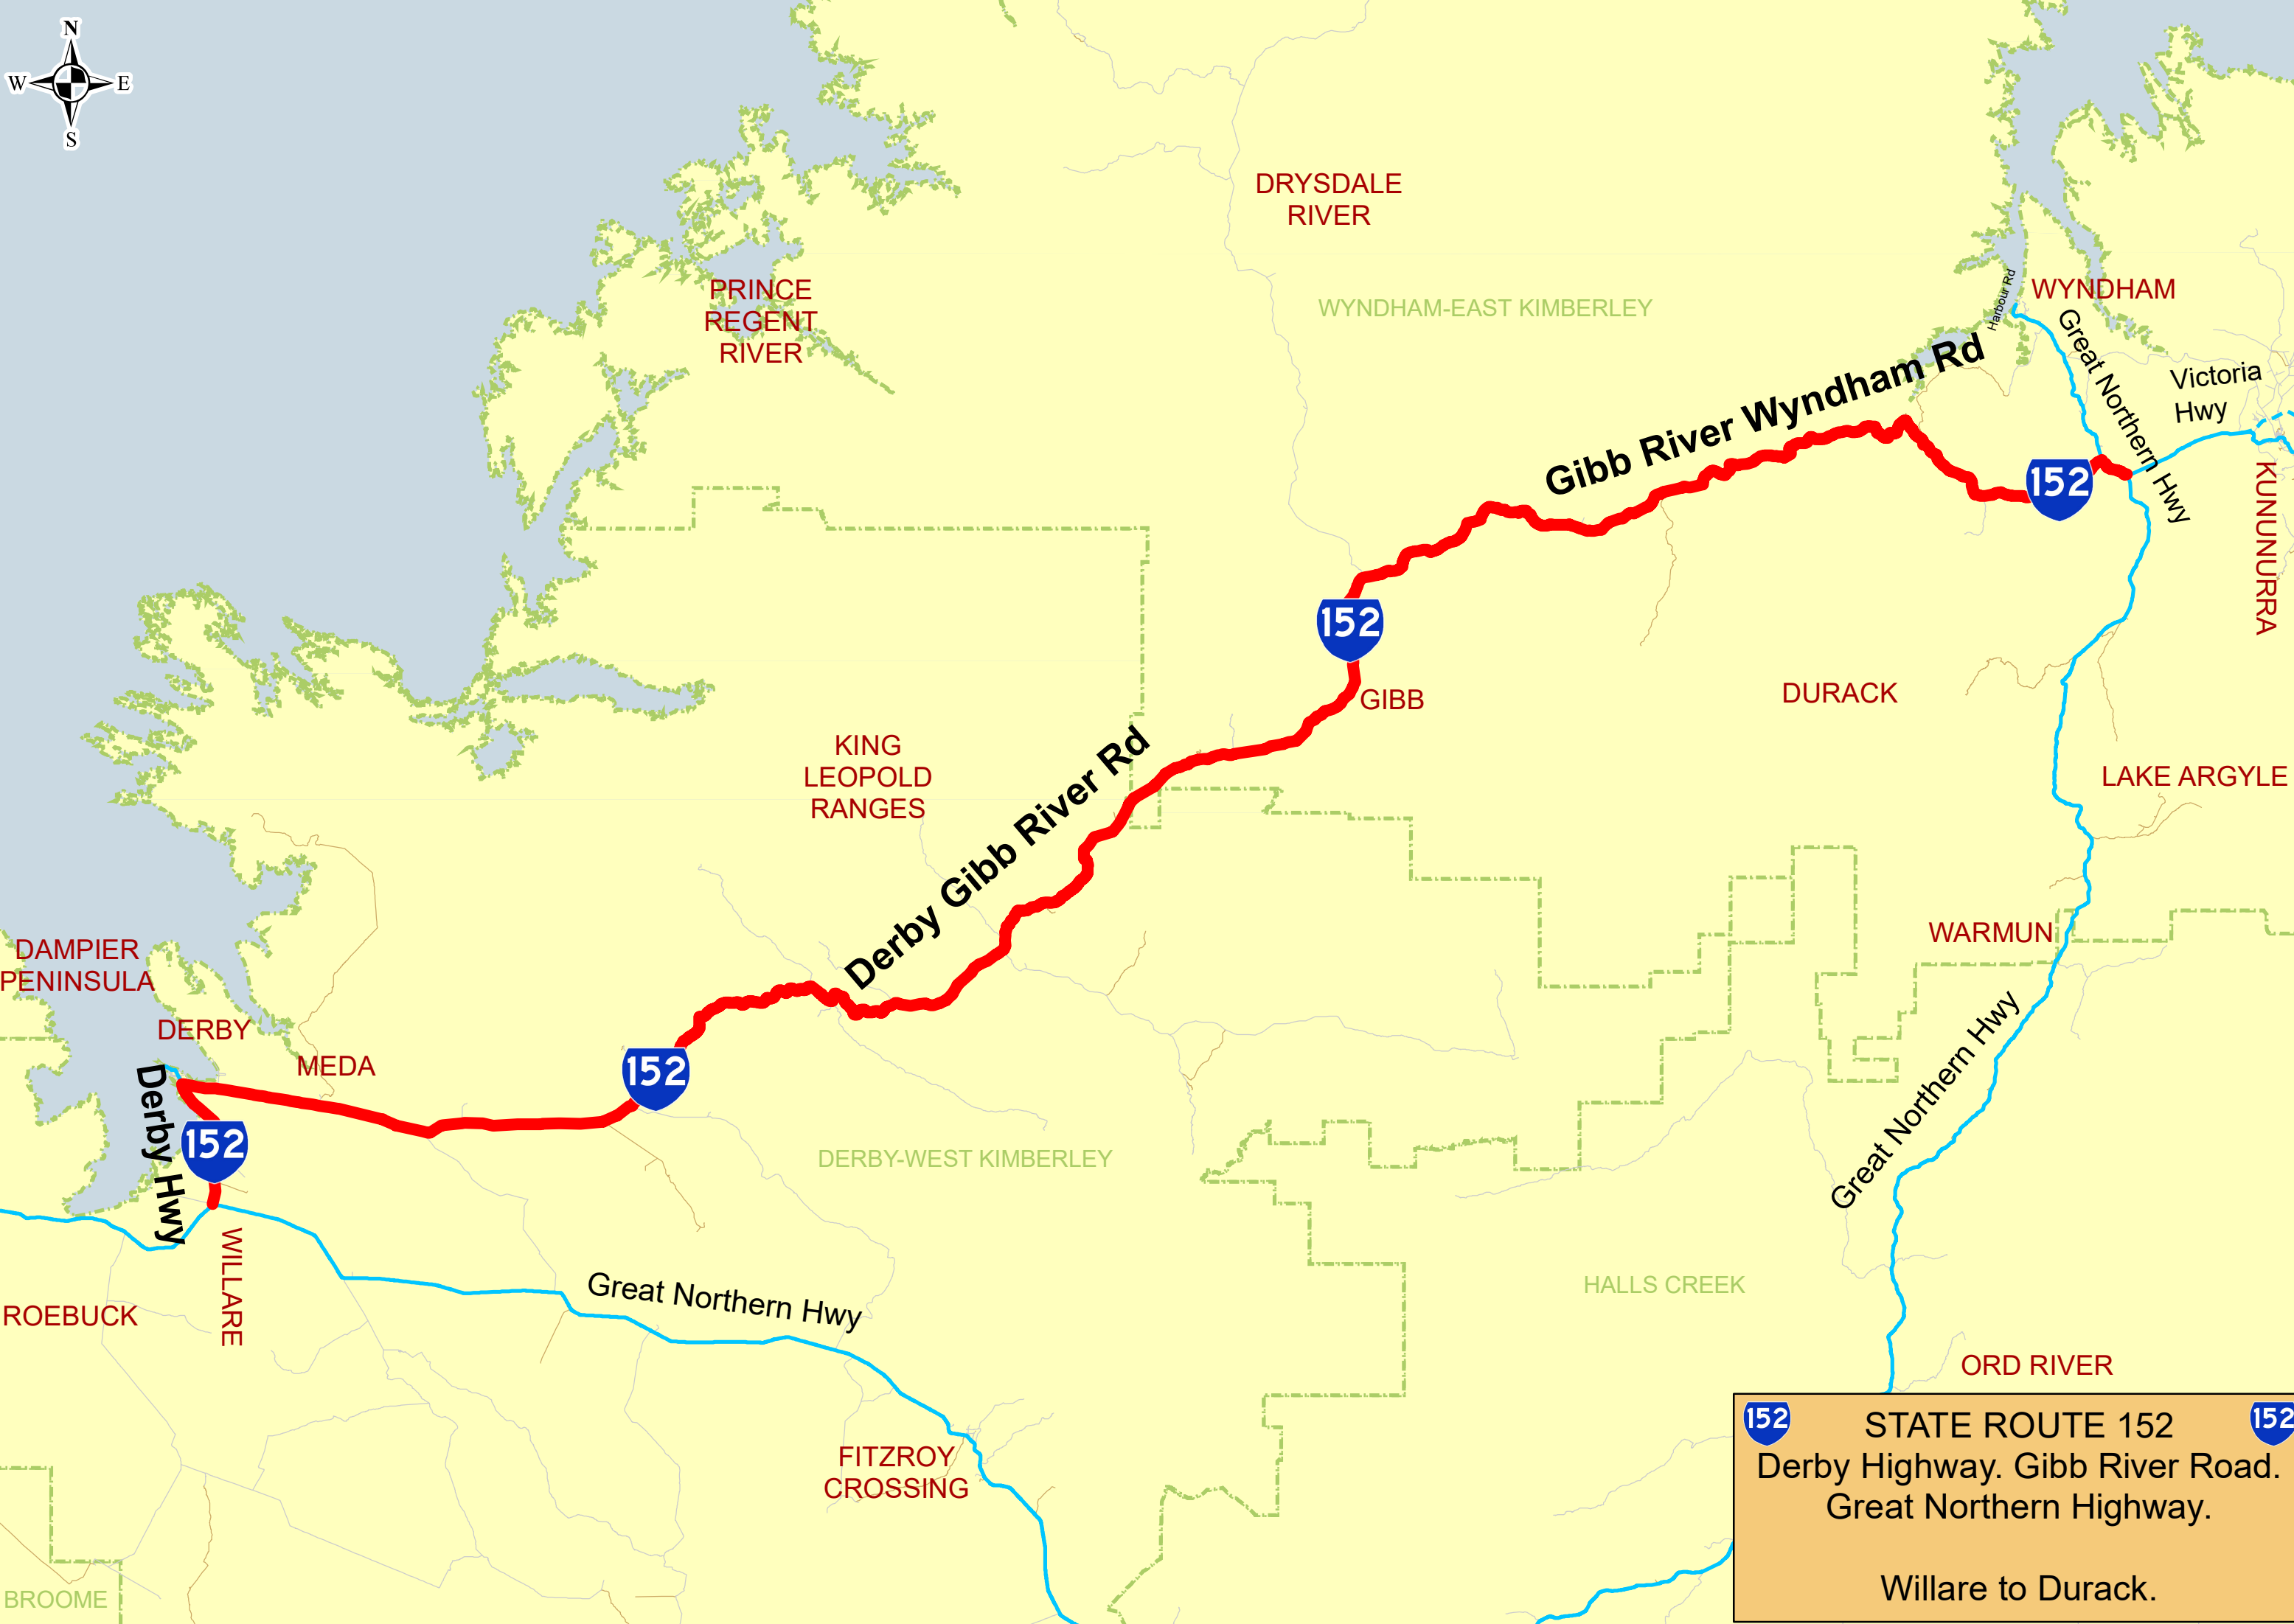 N
W E
S
DRYSDALE
RIVER
PRINCE
REGENT
RIVER
WYNDHAM-EAST KIMBERLEY
Harbour Rd
WYNDHAM
Great Northern Hwy
Victoria
Hwy
Gibb River Wyndham Rd
152
KUNUNURRA
152
GIBB
DURACK
KING
LEOPOLD
RANGES
Derby Gibb River Rd
LAKE ARGYLE
WARMUN
DAMPIER
PENINSULA
DERBY
MEDA
152
Derby Hwy
152
DERBY-WEST KIMBERLEY
Great Northern Hwy
WILLARE
ROEBUCK
Great Northern Hwy
HALLS CREEK
ORD RIVER
FITZROY
CROSSING
BROOME
152 STATE ROUTE 152 152
Derby Highway. Gibb River Road.
Great Northern Highway.
Willare to Durack.